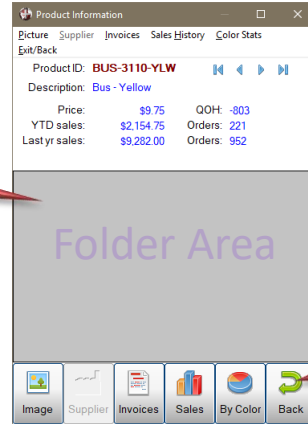 Product Information
Picture Supplier Invoices Sales History Color Stats
Exit/Back
Product ID: BUS-3110-YLW
Description: Bus - Yellow
Price: $9.75 QOH: -803
YTD sales: $2,154.75 Orders: 221
Last yr sales: $9,282.00 Orders: 952
Folder Area
Image Supplier Invoices Sales By Color Back